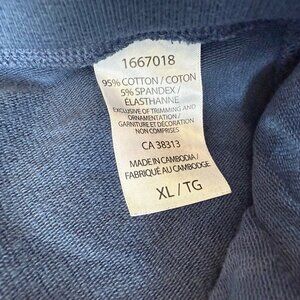 1667018
95% COTTON / COTON
5% SPANDEX /
ÉLASTHANNE
EXCLUSIVE OF TRIMMING AND
ORNAMENTATION /
GARNITURE ET DÉCORATION
NON COMPRISES
CA 38313
MADE IN CAMBODIA /
FABRIQUÉ AU CAMBODGE
XL / TG